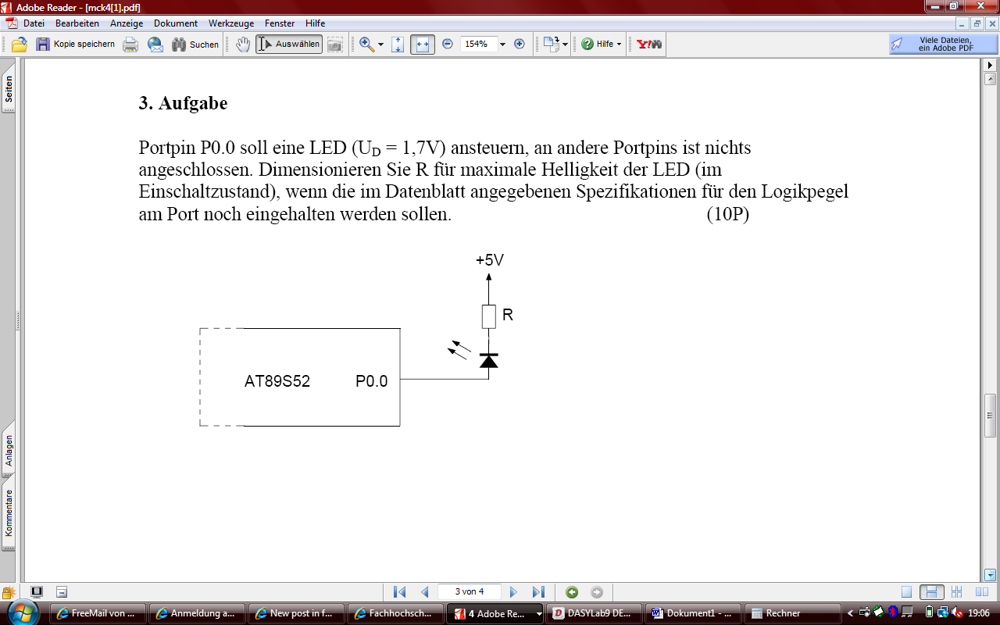 Adobe Reader - [mck4[1].pdf]
Datei Bearbeiten Anzeige Dokument Werkzeuge Fenster Hilfe
Kopie speichern Suchen Auswählen 154% Hilfe Y! Viele Dateien,
ein Adobe PDF
Seiten
3. Aufgabe
Portpin P0.0 soll eine LED (UD = 1,7V) ansteuern, an andere Portpins ist nichts
angeschlossen. Dimensionieren Sie R für maximale Helligkeit der LED (im
Einschaltzustand), wenn die im Datenblatt angegebenen Spezifikationen für den Logikpegel
am Port noch eingehalten werden sollen. (10P)
+5V
R
AT89S52 P0.0
Anlagen
Kommentare
3 von 4
FreeMail von ... Anmeldung a... New post in f... Fachhochsch... 4 Adobe Re... DASYLab9 DE... Dokument1 - ... Rechner 19:06